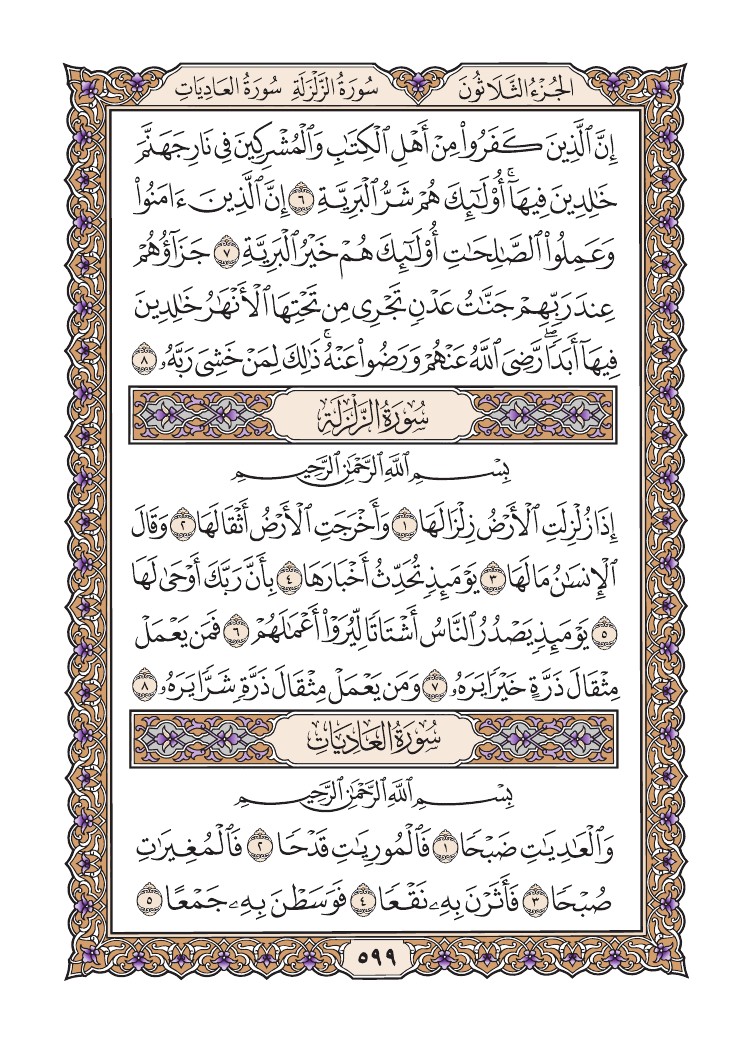 الجُزْءُ الثَّلَاثُونَ سُورَةُ الزَّلْزَلَةِ سُورَةُ العَادِيَاتِ
إِنَّ ٱلَّذِينَ كَفَرُوا۟ مِنْ أَهْلِ ٱلْكِتَٰبِ وَٱلْمُشْرِكِينَ فِى نَارِ جَهَنَّمَ
خَٰلِدِينَ فِيهَآ ۚ أُو۟لَٰٓئِكَ هُمْ شَرُّ ٱلْبَرِيَّةِ ٦ إِنَّ ٱلَّذِينَ ءَامَنُوا۟
وَعَمِلُوا۟ ٱلصَّٰلِحَٰتِ أُو۟لَٰٓئِكَ هُمْ خَيْرُ ٱلْبَرِيَّةِ ٧ جَزَآؤُهُمْ
عِندَ رَبِّهِمْ جَنَّٰتُ عَدْنٍ تَجْرِى مِن تَحْتِهَا ٱلْأَنْهَٰرُ خَٰلِدِينَ
فِيهَآ أَبَدًا ۖ رَّضِىَ ٱللَّهُ عَنْهُمْ وَرَضُوا۟ عَنْهُ ۚ ذَٰلِكَ لِمَنْ خَشِىَ رَبَّهُۥ ٨
سُورَةُ الزَّلْزَلَةِ
بِسْمِ ٱللَّهِ ٱلرَّحْمَٰنِ ٱلرَّحِيمِ
إِذَا زُلْزِلَتِ ٱلْأَرْضُ زِلْزَالَهَا ١ وَأَخْرَجَتِ ٱلْأَرْضُ أَثْقَالَهَا ٢ وَقَالَ
ٱلْإِنسَٰنُ مَا لَهَا ٣ يَوْمَئِذٍ تُحَدِّثُ أَخْبَارَهَا ٤ بِأَنَّ رَبَّكَ أَوْحَىٰ لَهَا
٥ يَوْمَئِذٍ يَصْدُرُ ٱلنَّاسُ أَشْتَاتًا لِّيُرَوْا۟ أَعْمَٰلَهُمْ ٦ فَمَن يَعْمَلْ
مِثْقَالَ ذَرَّةٍ خَيْرًا يَرَهُۥ ٧ وَمَن يَعْمَلْ مِثْقَالَ ذَرَّةٍ شَرًّا يَرَهُۥ ٨
سُورَةُ العَادِيَاتِ
بِسْمِ ٱللَّهِ ٱلرَّحْمَٰنِ ٱلرَّحِيمِ
وَٱلْعَٰدِيَٰتِ ضَبْحًا ١ فَٱلْمُورِيَٰتِ قَدْحًا ٢ فَٱلْمُغِيرَٰتِ
صُبْحًا ٣ فَأَثَرْنَ بِهِۦ نَقْعًا ٤ فَوَسَطْنَ بِهِۦ جَمْعًا ٥
٥٩٩